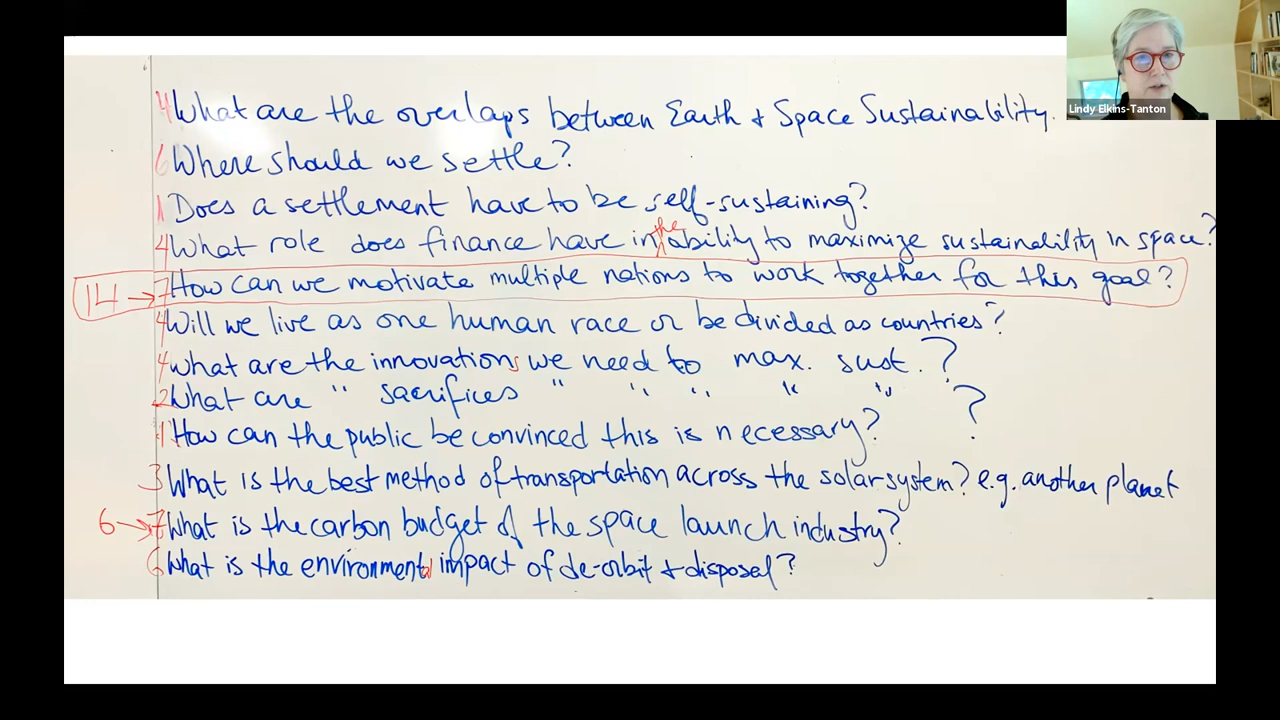 4 What are the overlaps between Earth + Space Sustainability.
Lindy Elkins-Tanton
6 Where should we settle?
1 Does a settlement have to be self-sustaining?
4 What role does finance have in the ability to maximize sustainability in space?
14 → 7 How can we motivate multiple nations to work together for this goal?
4 Will we live as one human race or be divided as countries?
4 What are the innovations we need to max. sust. ?
2 What are " sacrifices " " " " " ?
1 How can the public be convinced this is necessary?
3 What is the best method of transportation across the solar system? e.g. another planet
6 → 7 What is the carbon budget of the space launch industry?
6 What is the environmental impact of de-orbit + disposal?